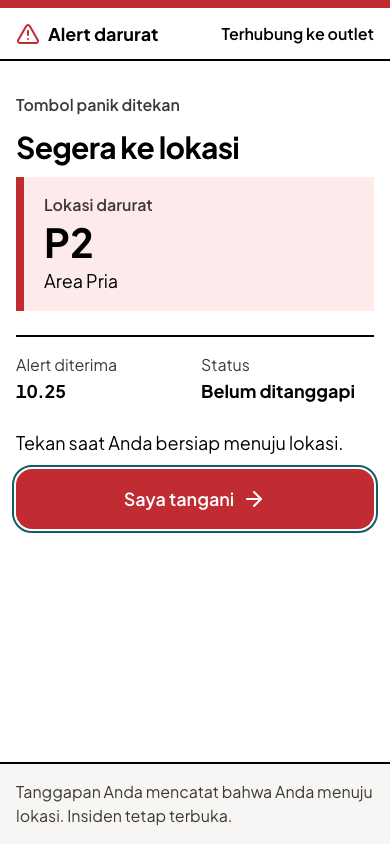 Alert darurat
Terhubung ke outlet
Tombol panik ditekan
Segera ke lokasi
Lokasi darurat
P2
Area Pria
Alert diterima
10.25
Status
Belum ditanggapi
Tekan saat Anda bersiap menuju lokasi.
Saya tangani
Tanggapan Anda mencatat bahwa Anda menuju
lokasi. Insiden tetap terbuka.